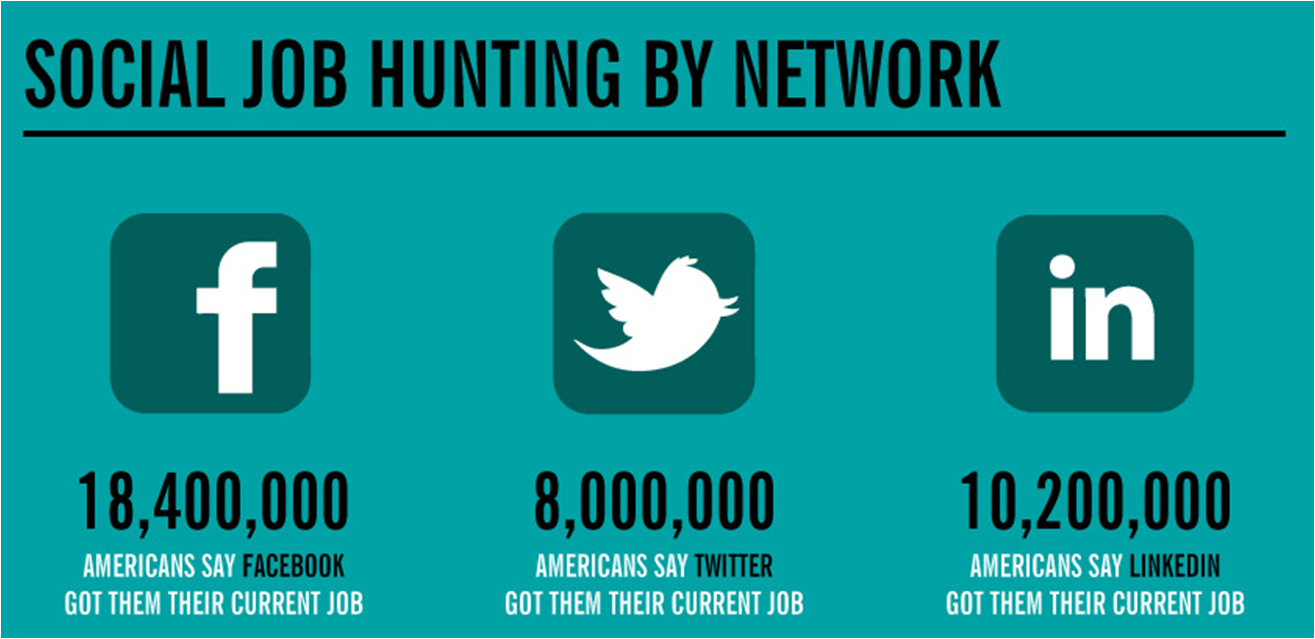 SOCIAL JOB HUNTING BY NETWORK
f
in
18,400,000
AMERICANS SAY FACEBOOK
GOT THEM THEIR CURRENT JOB
8,000,000
AMERICANS SAY TWITTER
GOT THEM THEIR CURRENT JOB
10,200,000
AMERICANS SAY LINKEDIN
GOT THEM THEIR CURRENT JOB